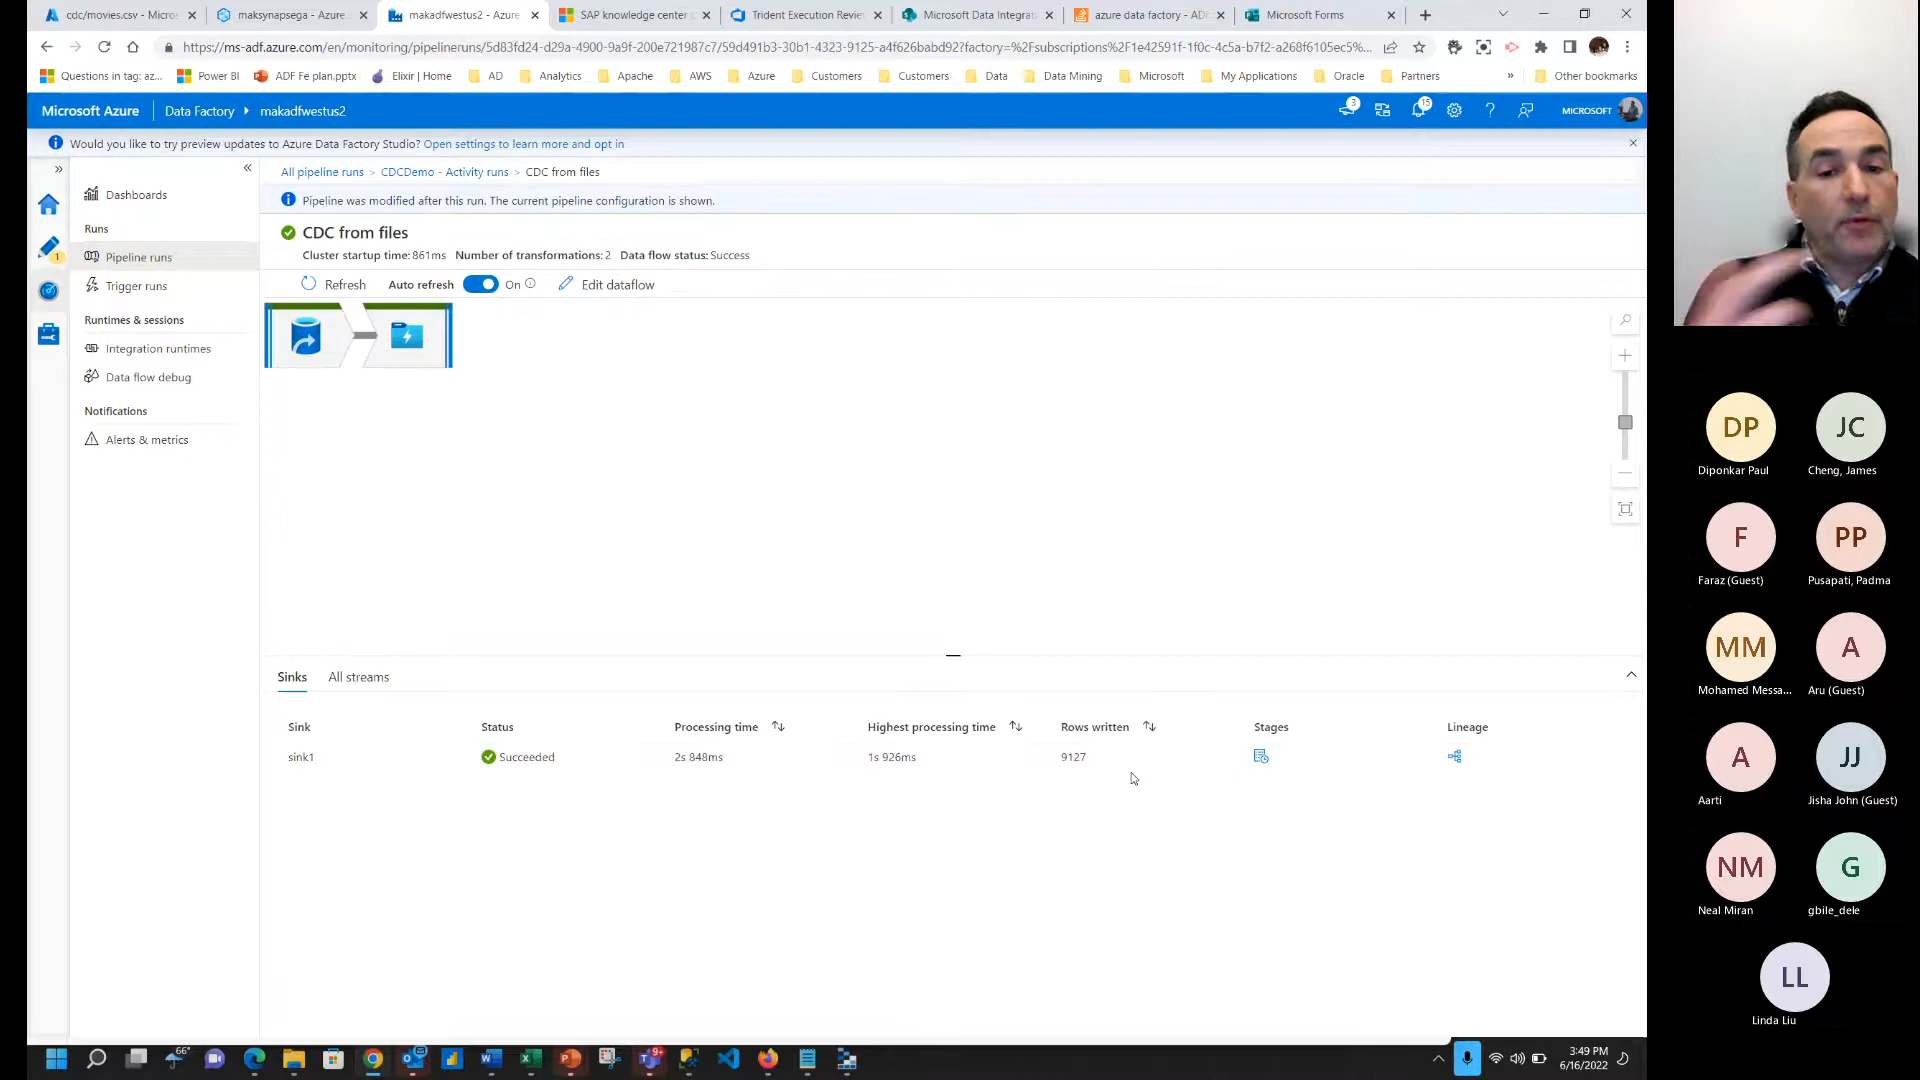 cdc/movies.csv - Micros
maksynapsega - Azure
makadfwestus2 - Azure
SAP knowledge center
Trident Execution Revie
Microsoft Data Integrat
azure data factory - ADF
Microsoft Forms
https://ms-adf.azure.com/en/monitoring/pipelineruns/5d83fd24-d29a-4900-9a9f-200e721987c7/59d491b3-30b1-4323-9125-a4f626babd92?factory=%2Fsubscriptions%2F1e42591f-1f0c-4c5a-b7f2-a268f6105ec5%...
Questions in tag: az...
Power BI
ADF Fe plan.pptx
Elixir | Home
AD
Analytics
Apache
AWS
Azure
Customers
Customers
Data
Data Mining
Microsoft
My Applications
Oracle
Partners
»
Other bookmarks
Microsoft Azure
Data Factory
makadfwestus2
3
15
MICROSOFT
Would you like to try preview updates to Azure Data Factory Studio? Open settings to learn more and opt in
Dashboards
Runs
Pipeline runs
Trigger runs
Runtimes & sessions
Integration runtimes
Data flow debug
Notifications
Alerts & metrics
1
All pipeline runs > CDCDemo - Activity runs > CDC from files
Pipeline was modified after this run. The current pipeline configuration is shown.
CDC from files
Cluster startup time: 861ms Number of transformations: 2 Data flow status: Success
Refresh
Auto refresh
On
Edit dataflow
Sinks
All streams
Sink Status Processing time Highest processing time Rows written Stages Lineage
sink1 Succeeded 2s 848ms 1s 926ms 9127
DP
Diponkar Paul
JC
Cheng, James
F
Faraz (Guest)
PP
Pusapati, Padma
MM
Mohamed Messa...
A
Aru (Guest)
A
Aarti
JJ
Jisha John (Guest)
NM
Neal Miran
G
gbile_dele
LL
Linda Liu
66°
9+
3:49 PM
6/16/2022